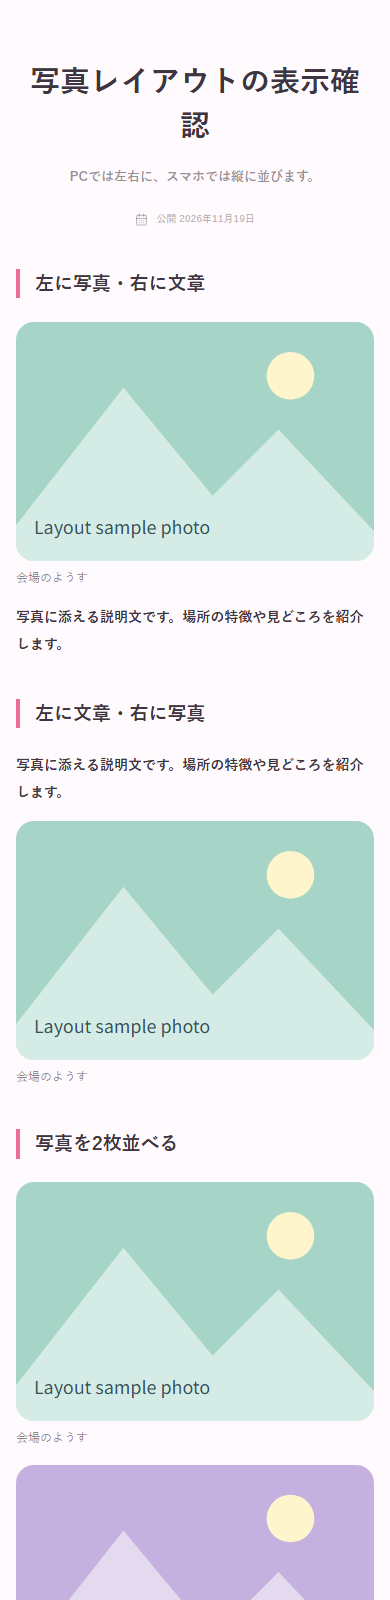 写真レイアウトの表示確
認
PCでは左右に、スマホでは縦に並びます。
公開 2026年11月19日
左に写真・右に文章
Layout sample photo
会場のようす
写真に添える説明文です。場所の特徴や見どころを紹介
します。
左に文章・右に写真
写真に添える説明文です。場所の特徴や見どころを紹介
します。
Layout sample photo
会場のようす
写真を2枚並べる
Layout sample photo
会場のようす